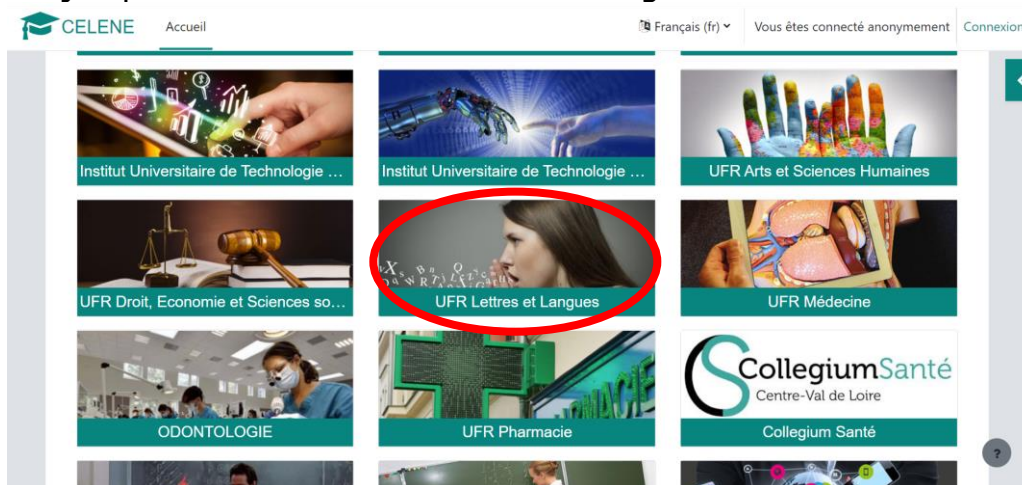 CELENE Accueil Français (fr) Vous êtes connecté anonymement Connexion
Institut Universitaire de Technologie ... Institut Universitaire de Technologie ... UFR Arts et Sciences Humaines
UFR Droit, Economie et Sciences so... UFR Lettres et Langues UFR Médecine
CollegiumSanté
Centre-Val de Loire
ODONTOLOGIE UFR Pharmacie Collegium Santé
?